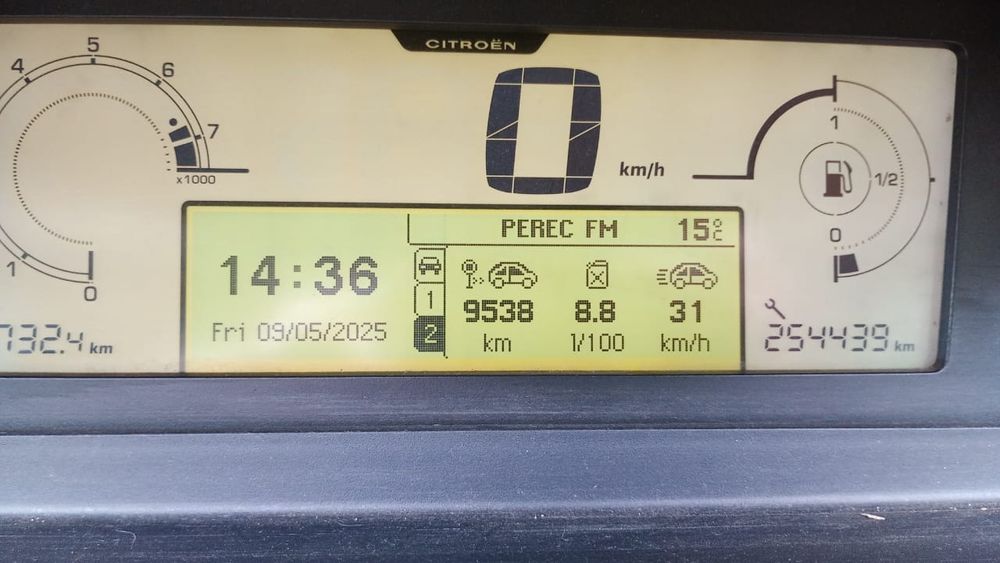 CITROËN
4 5 6 7
x1000
1 0
0 km/h
1
1/2
0
PEREC FM 15°C
14:36
Fri 09/05/2025
1
2
9538 8.8 31
km l/100 km/h
732.4 km
254439 km